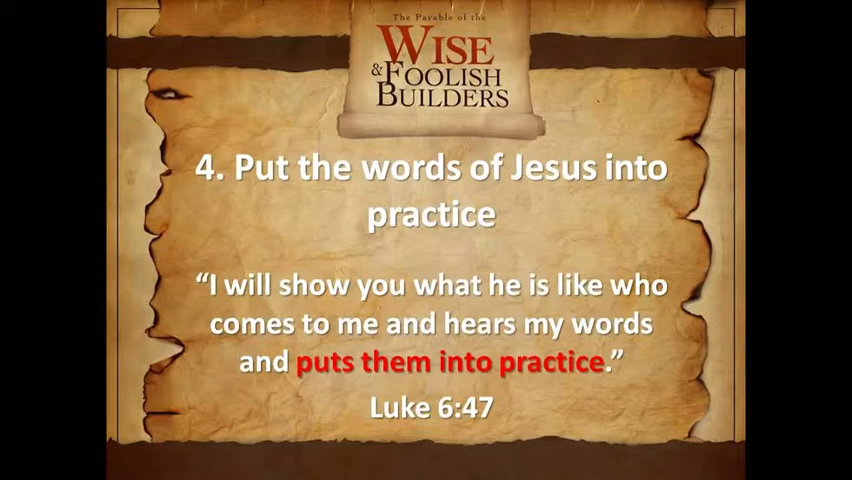 The Parable of the
WISE
& FOOLISH
BUILDERS
4. Put the words of Jesus into
practice
“I will show you what he is like who
comes to me and hears my words
and puts them into practice.”
Luke 6:47